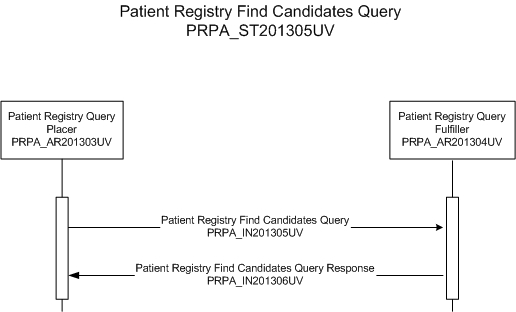 Patient Registry Find Candidates Query
PRPA_ST201305UV
Patient Registry Query
Placer
PRPA_AR201303UV
Patient Registry Query
Fulfiller
PRPA_AR201304UV
Patient Registry Find Candidates Query
PRPA_IN201305UV
Patient Registry Find Candidates Query Response
PRPA_IN201306UV